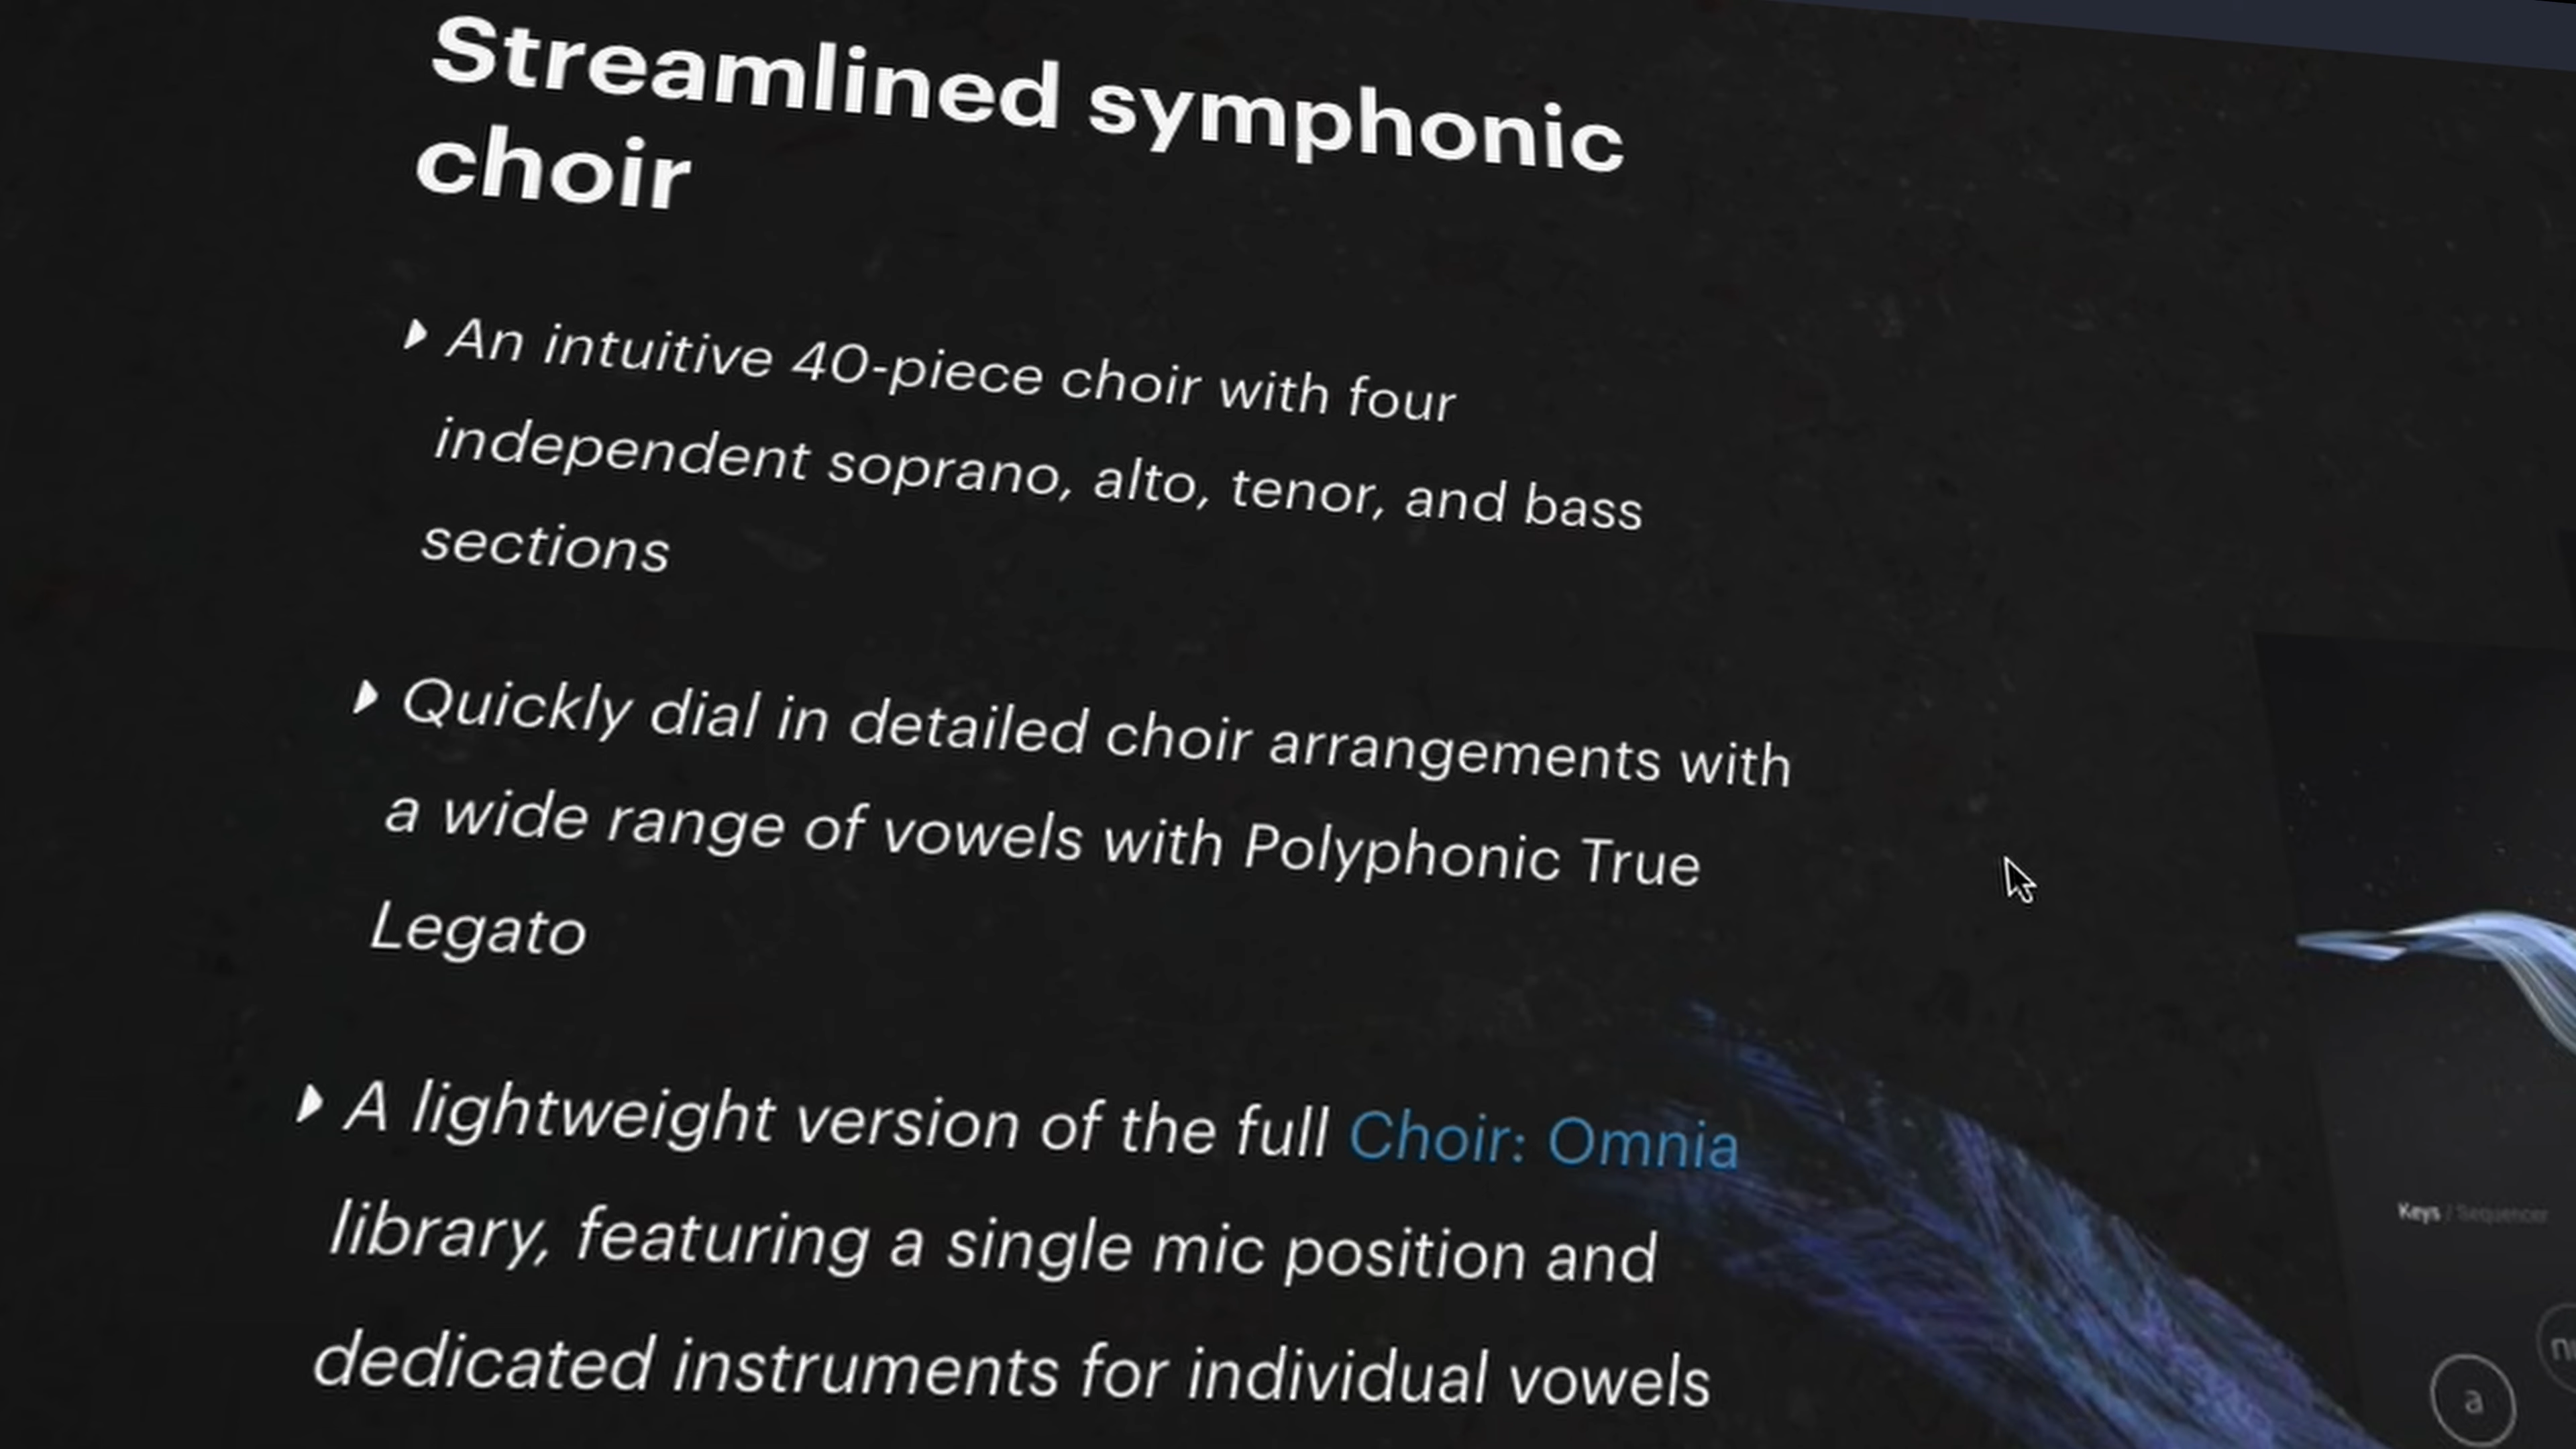 Streamlined symphonic
choir
An intuitive 40-piece choir with four
independent soprano, alto, tenor, and bass
sections
Quickly dial in detailed choir arrangements with
a wide range of vowels with Polyphonic True
Legato
A lightweight version of the full Choir: Omnia
library, featuring a single mic position and
dedicated instruments for individual vowels
Keys / Sequencer
a